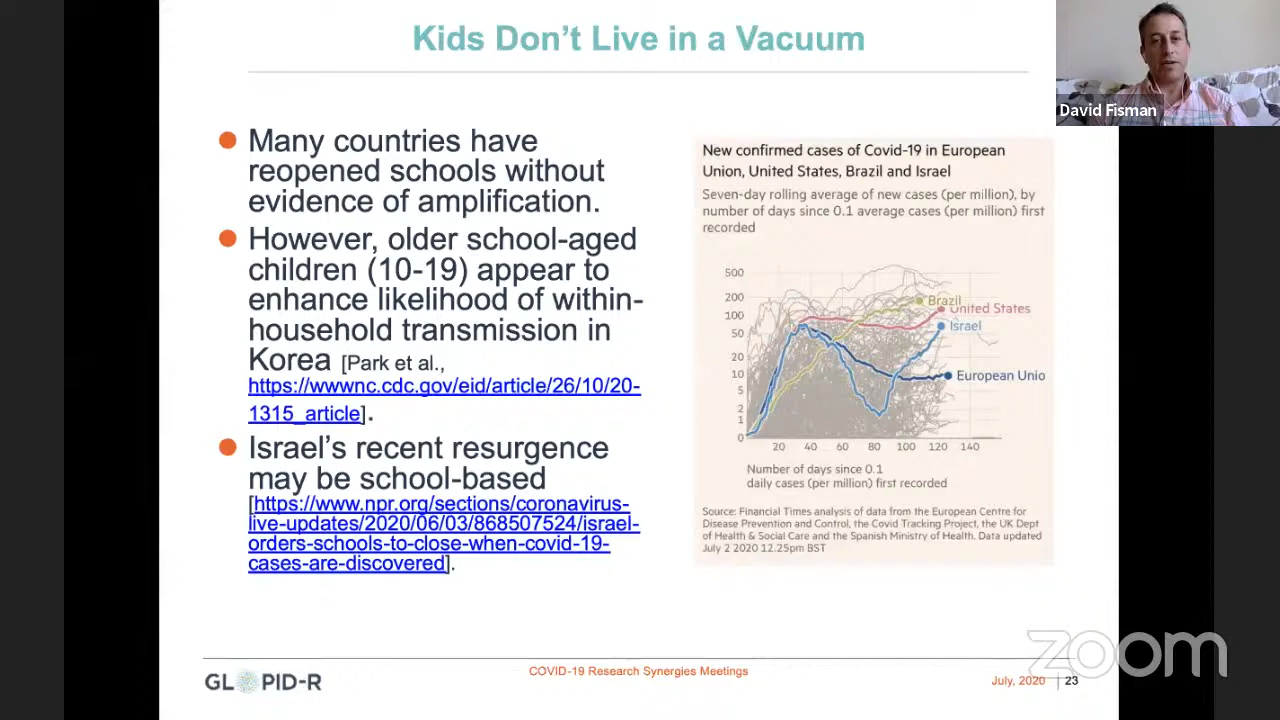 Kids Don't Live in a Vacuum
David Fisman
Many countries have
reopened schools without
evidence of amplification.
However, older school-aged
children (10-19) appear to
enhance likelihood of within-
household transmission in
Korea [Park et al.,
https://wwwnc.cdc.gov/eid/article/26/10/20-
1315_article].
Israel's recent resurgence
may be school-based
[https://www.npr.org/sections/coronavirus-
live-updates/2020/06/03/868507524/israel-
orders-schools-to-close-when-covid-19-
cases-are-discovered].
New confirmed cases of Covid-19 in European
Union, United States, Brazil and Israel
Seven-day rolling average of new cases (per million), by
number of days since 0.1 average cases (per million) first
recorded
500
200
100
50
20
10
5
2
1
0
Brazil
United States
Israel
European Unio
20 40 60 80 100 120 140
Number of days since 0.1
daily cases (per million) first recorded
Source: Financial Times analysis of data from the European Centre for
Disease Prevention and Control, the Covid Tracking Project, the UK Dept
of Health & Social Care and the Spanish Ministry of Health. Data updated
July 2 2020 12.25pm BST
GLOPID-R
COVID-19 Research Synergies Meetings
July, 2020 23
zoom